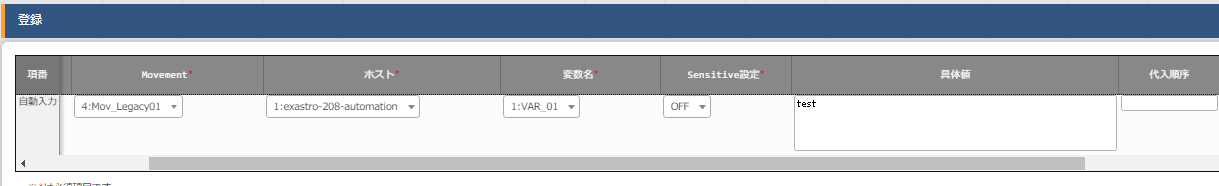 登録
項番 Movement* ホスト* 変数名* Sensitive設定* 具体値 代入順序
自動入力 4:Mov_Legacy01 1:exastro-208-automation 1:VAR_01 OFF test